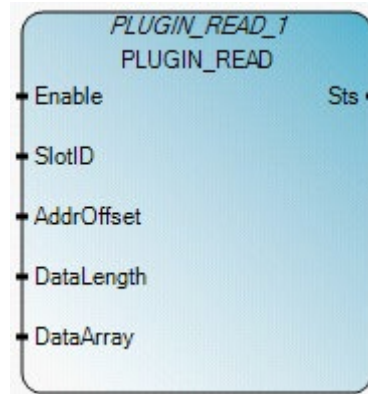 PLUGIN_READ_1
PLUGIN_READ
Enable Sts
SlotID
AddrOffset
DataLength
DataArray